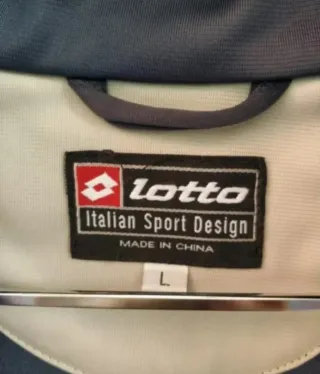 lotto
Italian Sport Design
MADE IN CHINA
L